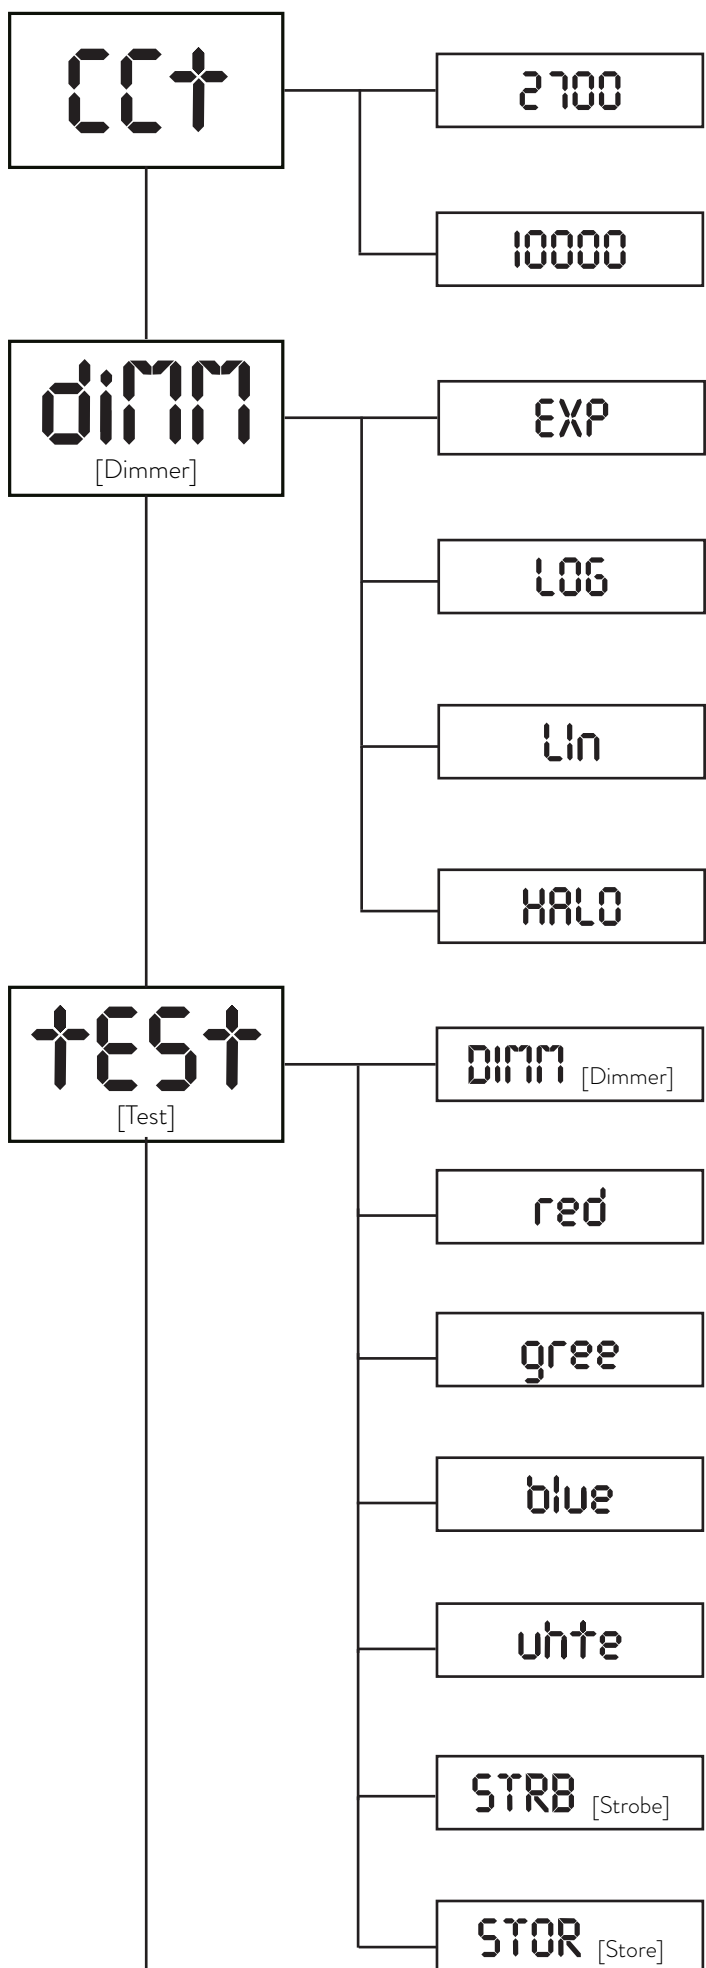 CCt
2700
10000
diMM
[Dimmer]
EXP
LOG
LIn
HALO
tESt
[Test]
DIMM [Dimmer]
red
gree
blue
uhte
STRB [Strobe]
STOR [Store]